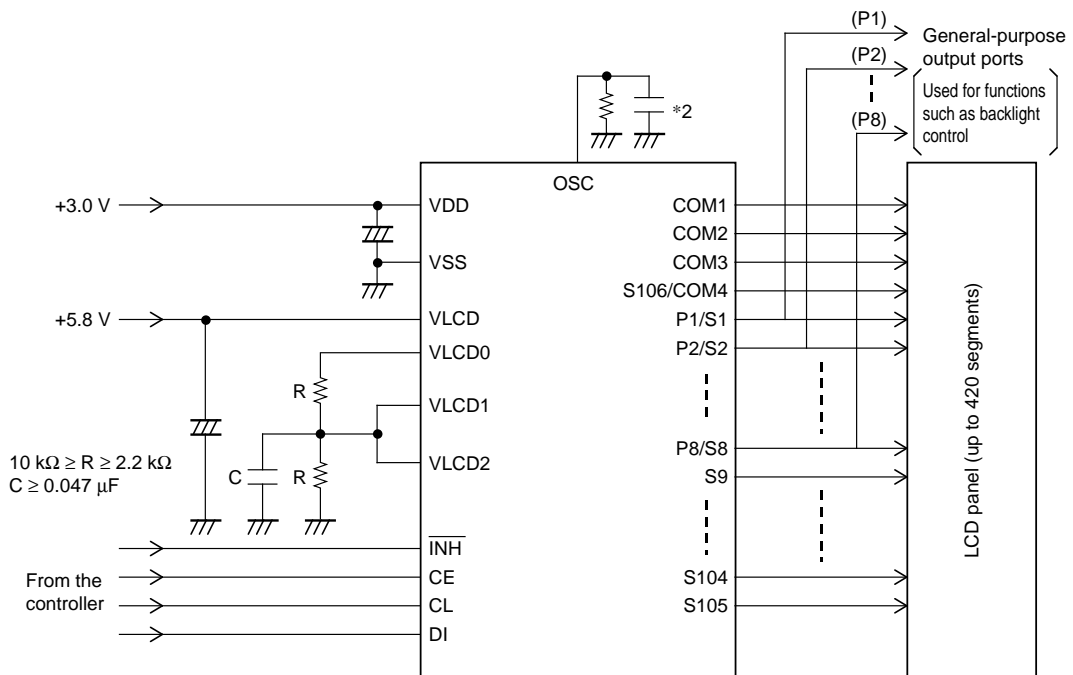 (P1)
General-purpose
output ports
(P2)
Used for functions
such as backlight
control
(P8)
∗2
OSC
+3.0 V
VDD
COM1
COM2
VSS
COM3
S106/COM4
+5.8 V
VLCD
P1/S1
VLCD0
P2/S2
R
VLCD1
VLCD2
P8/S8
10 kΩ ≥ R ≥ 2.2 kΩ
C ≥ 0.047 μF
C
R
S9
LCD panel (up to 420 segments)
INH
From the
controller
CE
S104
CL
S105
DI